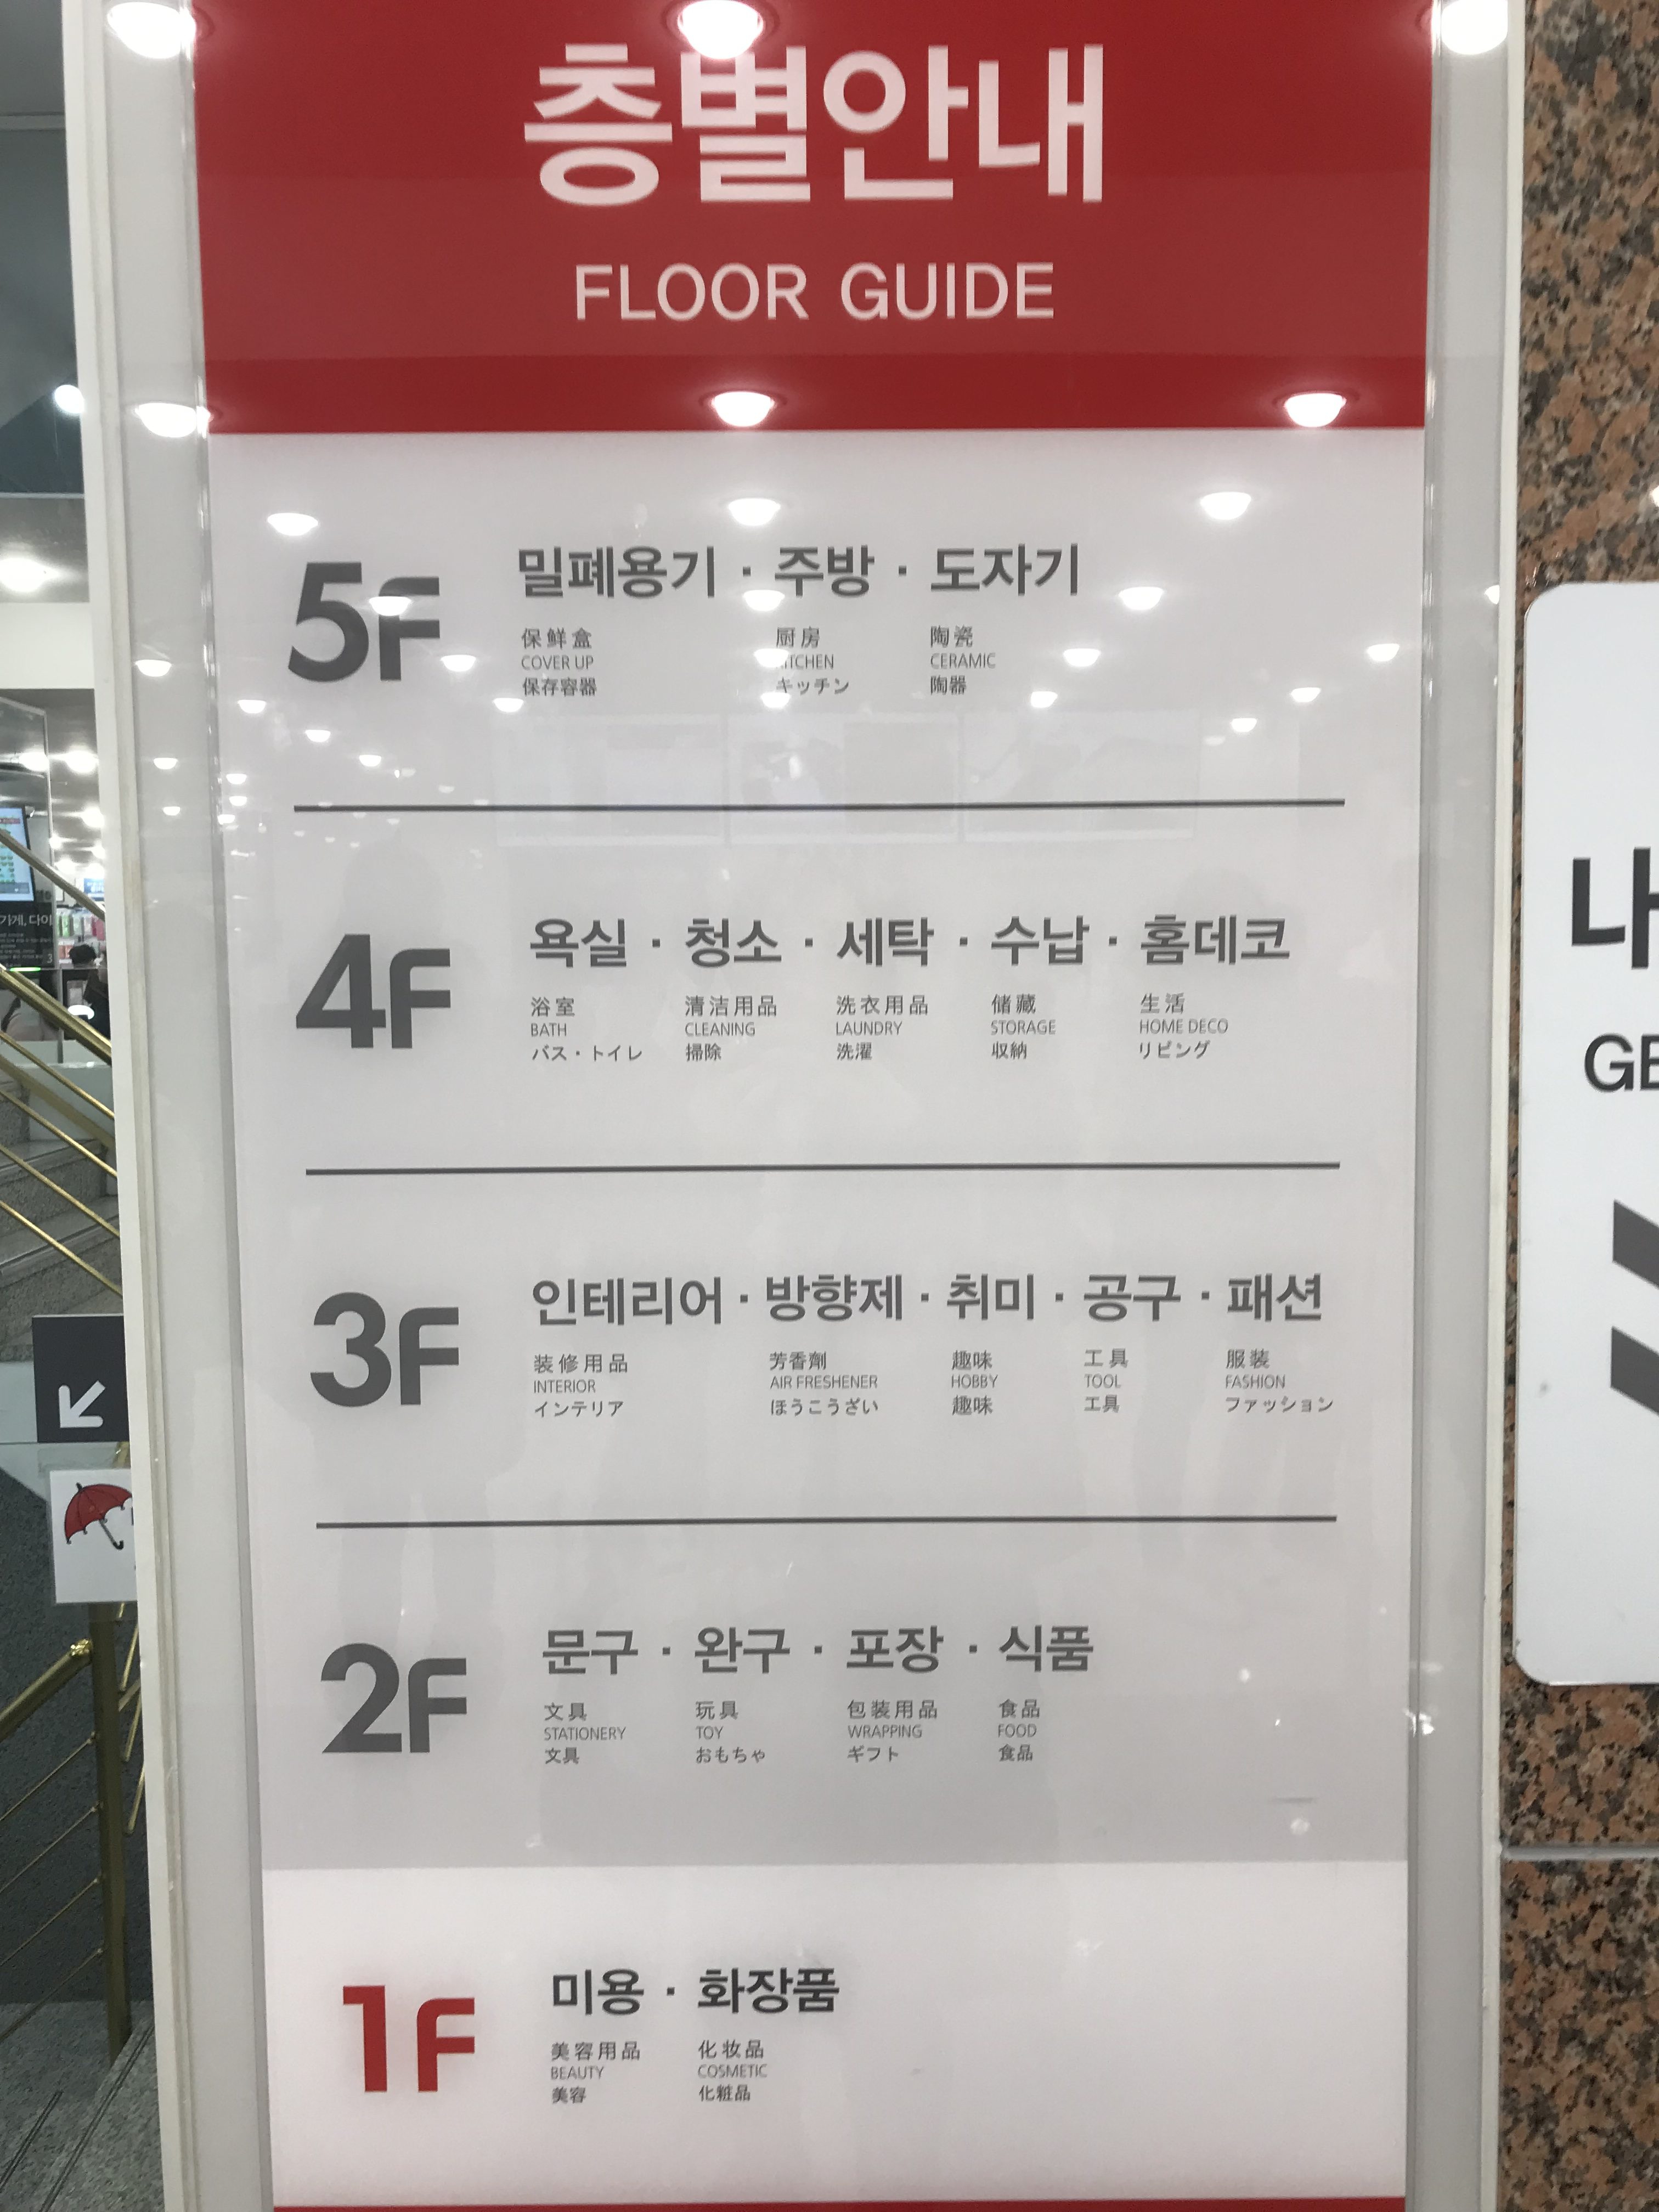 층별안내
FLOOR GUIDE
5F
밀폐용기 · 주방 · 도자기
保鲜盒 厨房 陶瓷
COVER UP KITCHEN CERAMIC
保存容器 キッチン 陶器
4F
욕실 · 청소 · 세탁 · 수납 · 홈데코
浴室 清洁用品 洗衣用品 储藏 生活
BATH CLEANING LAUNDRY STORAGE HOME DECO
バス・トイレ 掃除 洗濯 収納 リビング
3F
인테리어 · 방향제 · 취미 · 공구 · 패션
装修用品 芳香劑 趣味 工具 服装
INTERIOR AIR FRESHENER HOBBY TOOL FASHION
インテリア ほうこうざい 趣味 工具 ファッション
2F
문구 · 완구 · 포장 · 식품
文具 玩具 包装用品 食品
STATIONERY TOY WRAPPING FOOD
文具 おもちゃ ギフト 食品
1F
미용 · 화장품
美容用品 化妆品
BEAUTY COSMETIC
美容 化粧品
나
GE